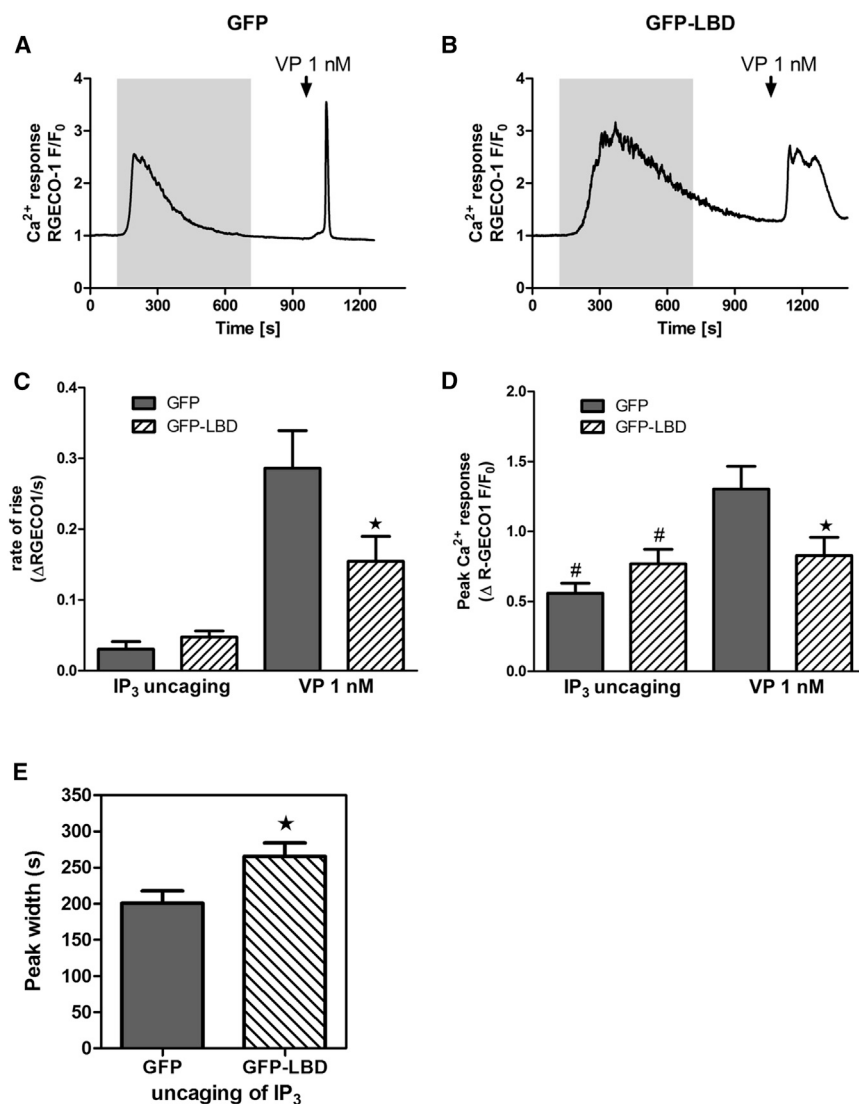 A
GFP
VP 1 nM
Ca²⁺ response
RGECO-1 F/F₀
4
3
2
1
0
0
300
600
900
1200
Time [s]
B
GFP-LBD
VP 1 nM
Ca²⁺ response
RGECO-1 F/F₀
4
3
2
1
0
0
300
600
900
1200
Time [s]
C
GFP
GFP-LBD
rate of rise
(ΔRGECO1/s)
0.4
0.3
0.2
0.1
0.0
★
IP₃ uncaging
VP 1 nM
D
GFP
GFP-LBD
Peak Ca²⁺ response
(Δ R-GECO1 F/F₀)
2.0
1.5
1.0
0.5
0.0
#
#
★
IP₃ uncaging
VP 1 nM
E
Peak width (s)
350
300
250
200
150
100
50
0
★
GFP
GFP-LBD
uncaging of IP₃